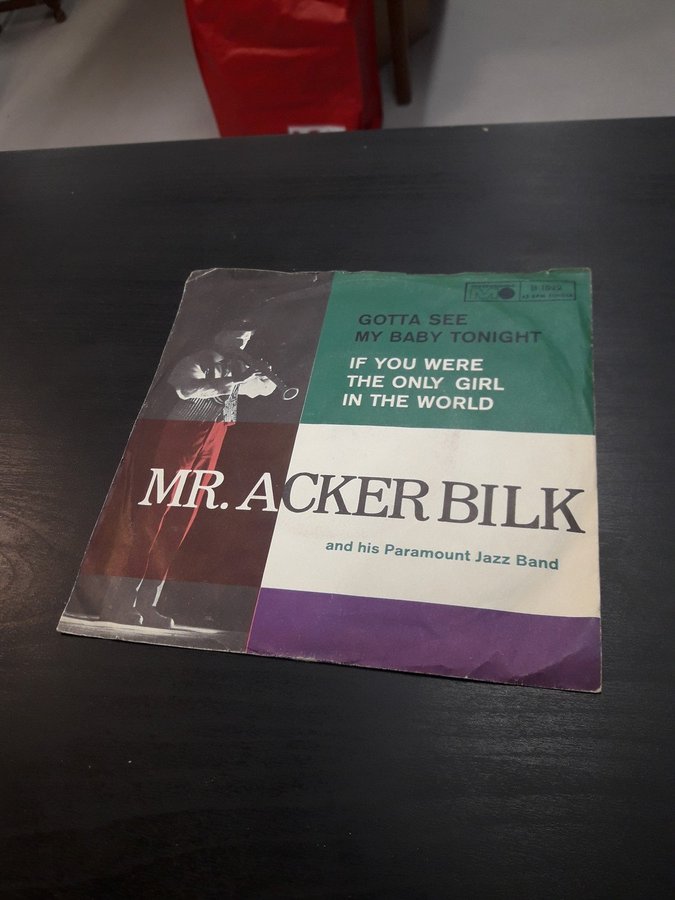 GOTTA SEE
MY BABY TONIGHT
IF YOU WERE
THE ONLY GIRL
IN THE WORLD
MR. ACKER BILK
and his Paramount Jazz Band